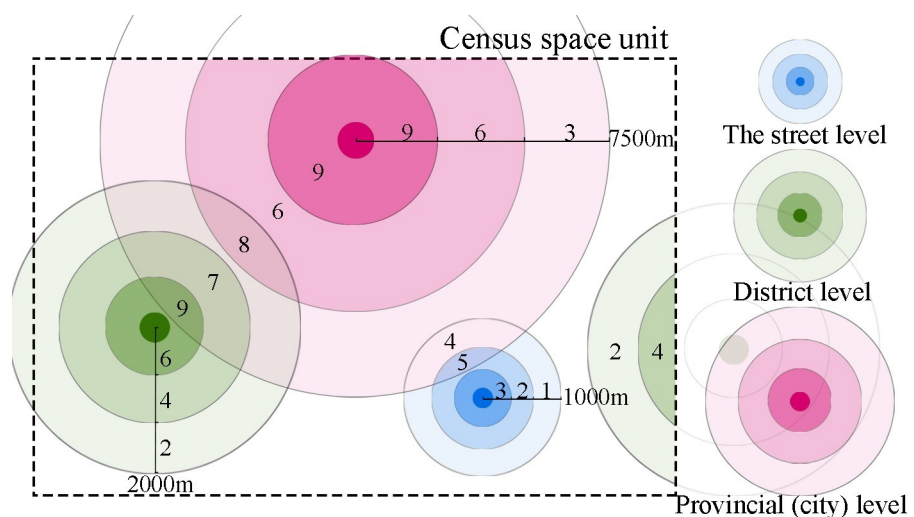 Census space unit
9 6 3 7500m
9
6
8
7
9
6
4
2
2000m
4
5
3 2 1 1000m
2 4
The street level
District level
Provincial (city) level